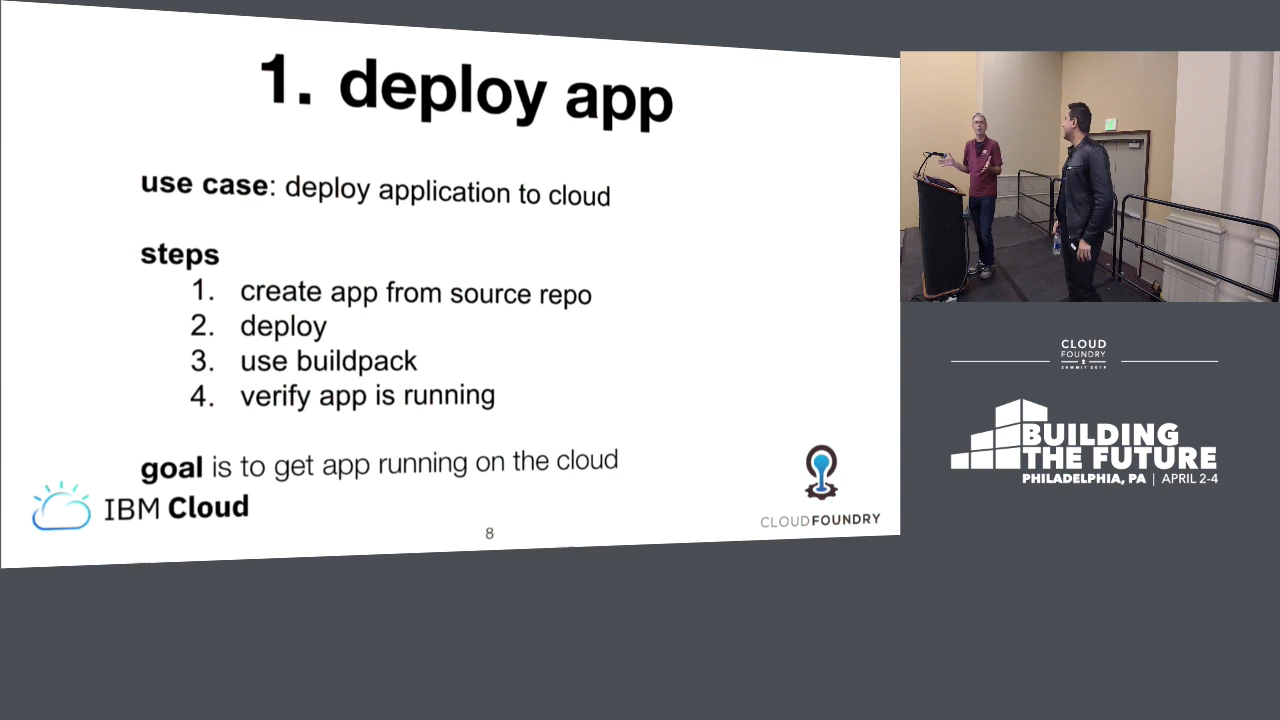 1. deploy app
use case: deploy application to cloud
steps
1. create app from source repo
2. deploy
3. use buildpack
4. verify app is running
goal is to get app running on the cloud
IBM Cloud
8
CLOUDFOUNDRY
CLOUD
FOUNDRY
SUMMIT 2019
BUILDING
THE FUTURE
PHILADELPHIA, PA | APRIL 2-4